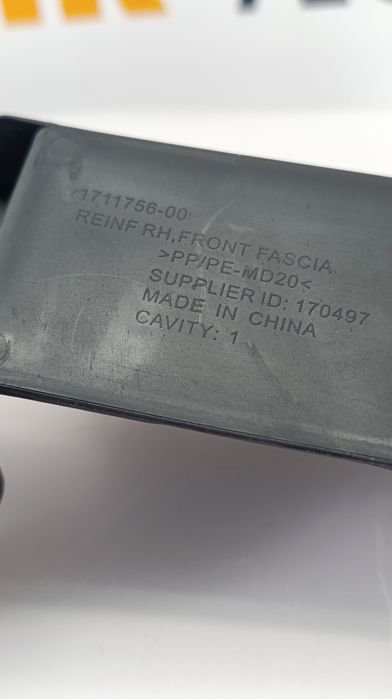 1711756-00
REINF RH,FRONT FASCIA
>PP/PE-MD20<
SUPPLIER ID: 170497
MADE IN CHINA
CAVITY: 1